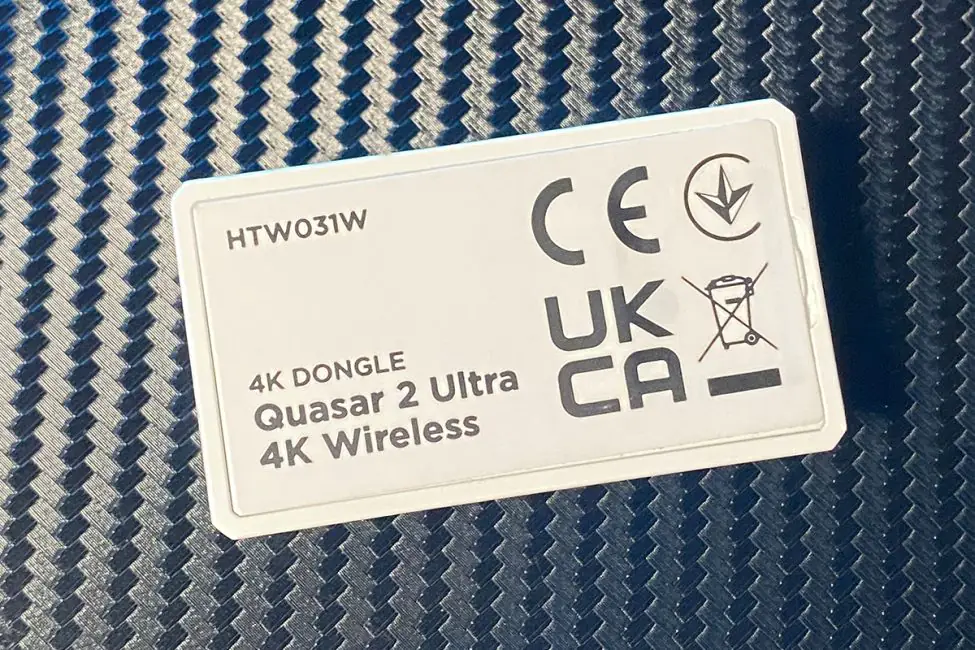 HTW031W
4K DONGLE
Quasar 2 Ultra
4K Wireless
CE
UK
CA